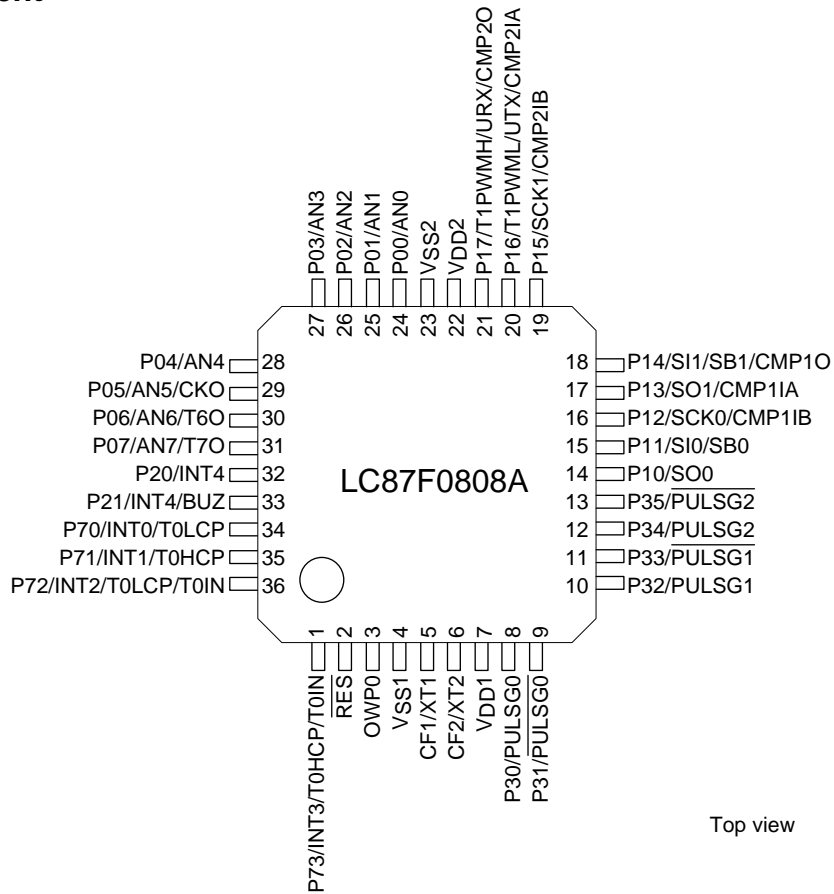 P17/T1PWMH/URX/CMP2O
P16/T1PWML/UTX/CMP2IA
P15/SCK1/CMP2IB
P03/AN3
P02/AN2
P01/AN1
P00/AN0
VSS2
VDD2
27
26
25
24
23
22
21
20
19
P04/AN4 28
P05/AN5/CKO 29
P06/AN6/T6O 30
P07/AN7/T7O 31
P20/INT4 32
P21/INT4/BUZ 33
P70/INT0/T0LCP 34
P71/INT1/T0HCP 35
P72/INT2/T0LCP/T0IN 36
LC87F0808A
18 P14/SI1/SB1/CMP1O
17 P13/SO1/CMP1IA
16 P12/SCK0/CMP1IB
15 P11/SI0/SB0
14 P10/SO0
13 P35/PULSG2
12 P34/PULSG2
11 P33/PULSG1
10 P32/PULSG1
1
2
3
4
5
6
7
8
9
P73/INT3/T0HCP/T0IN
RES
OWP0
VSS1
CF1/XT1
CF2/XT2
VDD1
P30/PULSG0
P31/PULSG0
Top view